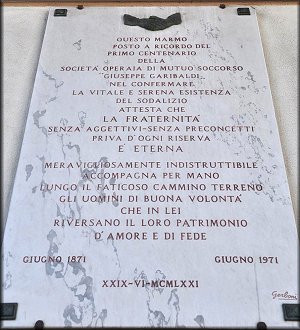 QUESTO MARMO
POSTO A RICORDO DEL
PRIMO CENTENARIO
DELLA
SOCIETÀ OPERAIA DI MUTUO SOCCORSO
"GIUSEPPE GARIBALDI„
NEL CONFERMARE
LA VITALE E SERENA ESISTENZA
DEL SODALIZIO
ATTESTA CHE
LA FRATERNITÀ
SENZA AGGETTIVI-SENZA PRECONCETTI
PRIVA D'OGNI RISERVA
E ETERNA
MERAVIGLIOSAMENTE INDISTRUTTIBILE
ACCOMPAGNA PER MANO
LUNGO IL FATICOSO CAMMINO TERRENO
GLI UOMINI DI BUONA VOLONTÀ
CHE IN LEI
RIVERSANO IL LORO PATRIMONIO
D'AMORE E DI FEDE
GIUGNO 1871 GIUGNO 1971
XXIX-VI-MCMLXXI